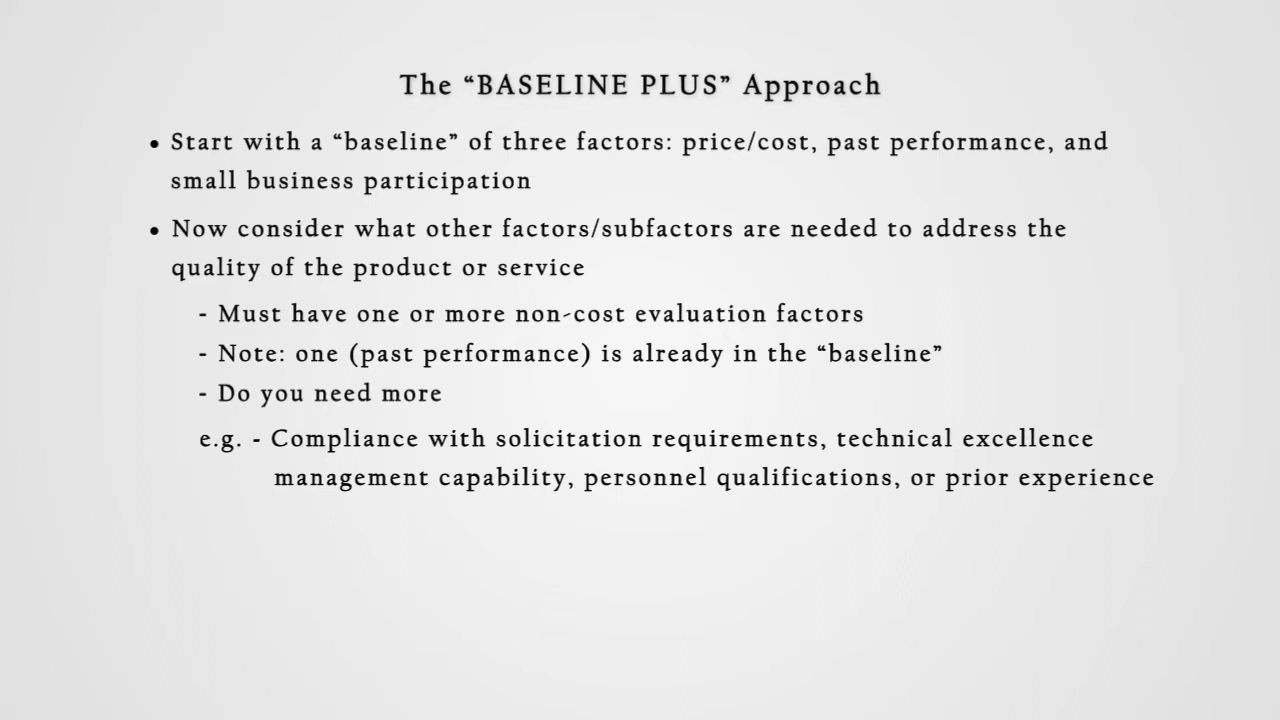 The “BASELINE PLUS” Approach
• Start with a “baseline” of three factors: price/cost, past performance, and
small business participation
• Now consider what other factors/subfactors are needed to address the
quality of the product or service
- Must have one or more non-cost evaluation factors
- Note: one (past performance) is already in the “baseline”
- Do you need more
e.g. - Compliance with solicitation requirements, technical excellence
management capability, personnel qualifications, or prior experience